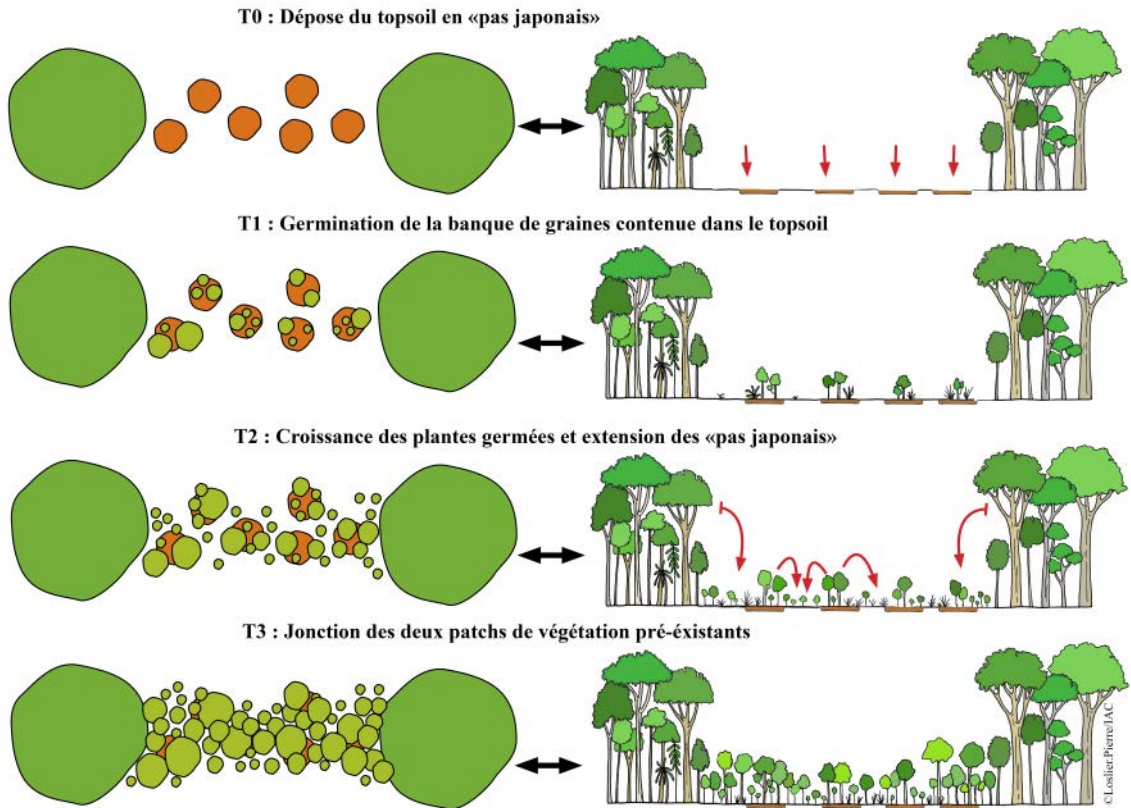 T0 : Dépose du topsoil en «pas japonais»
T1 : Germination de la banque de graines contenue dans le topsoil
T2 : Croissance des plantes germées et extension des «pas japonais»
T3 : Jonction des deux patchs de végétation pré-éxistants
©Loslier.Pierre/IAC